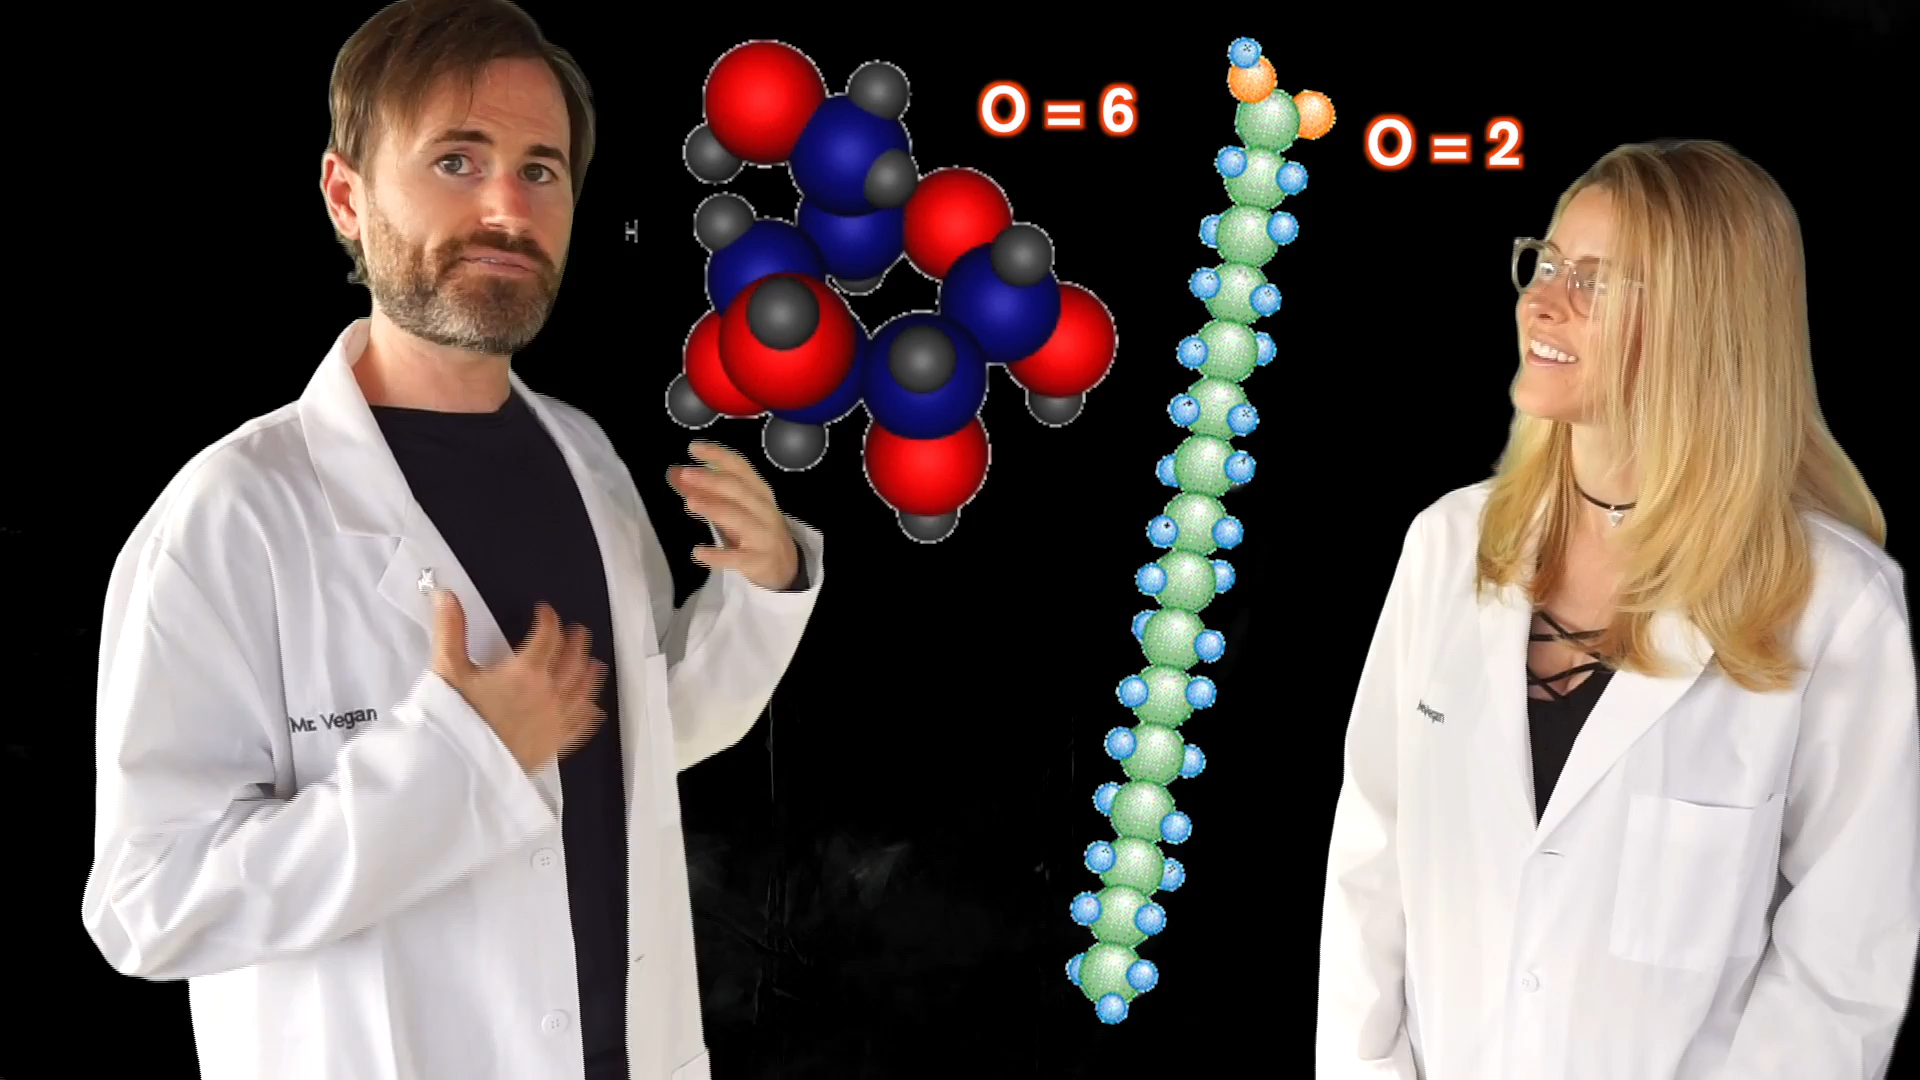 O = 6
O = 2
H
Mr. Vegan